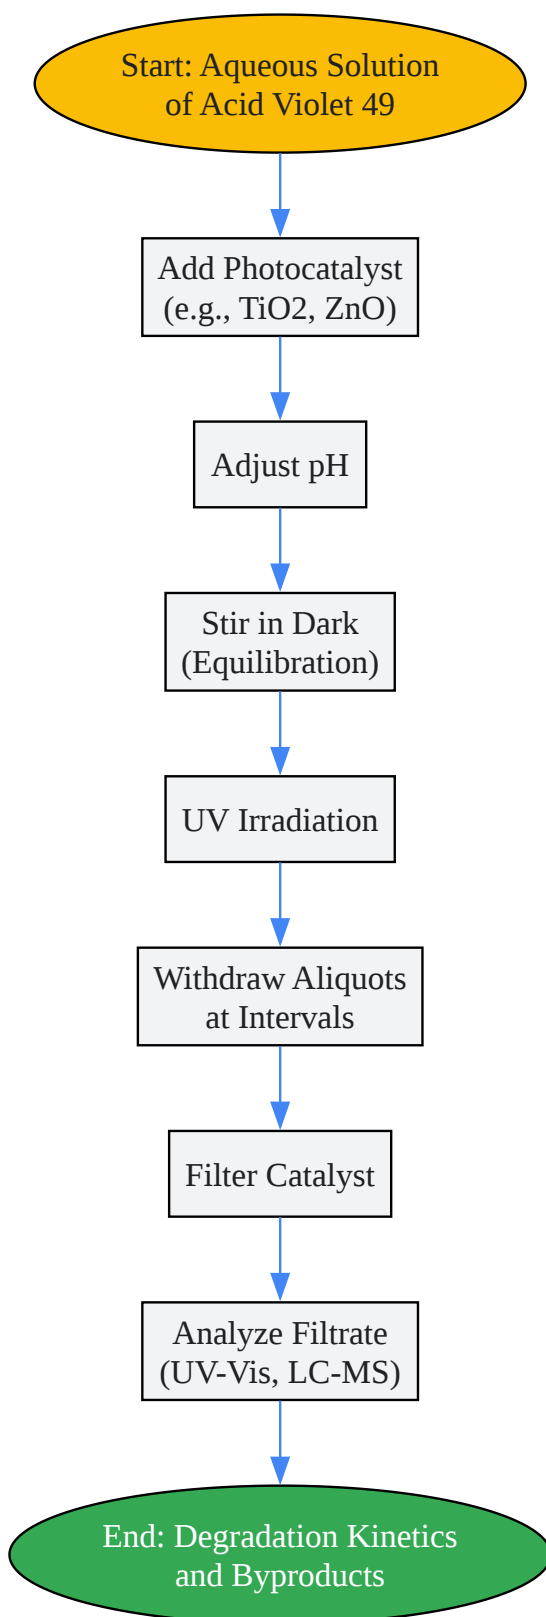 Start: Aqueous Solution
of Acid Violet 49
Add Photocatalyst
(e.g., TiO2, ZnO)
Adjust pH
Stir in Dark
(Equilibration)
UV Irradiation
Withdraw Aliquots
at Intervals
Filter Catalyst
Analyze Filtrate
(UV-Vis, LC-MS)
End: Degradation Kinetics
and Byproducts